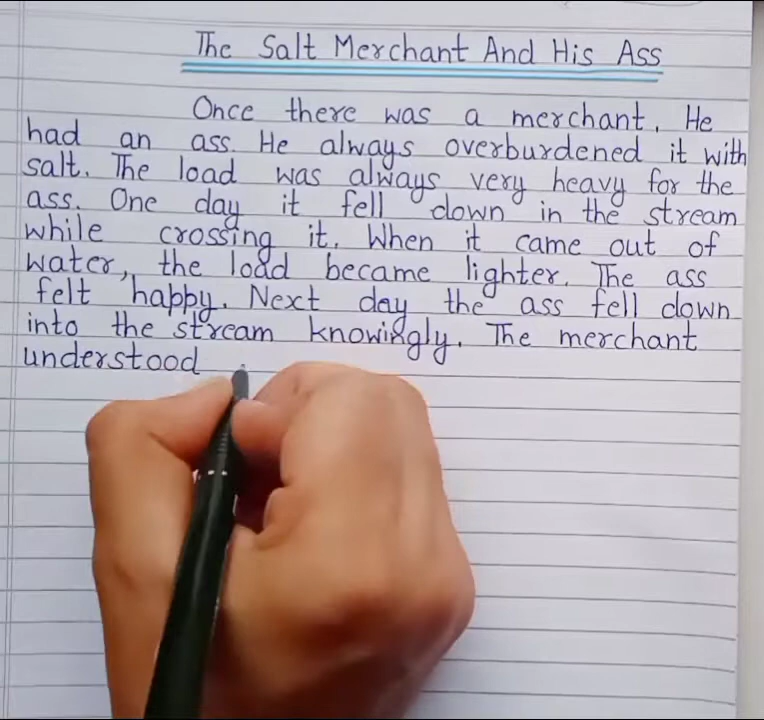 The Salt Merchant And His Ass
Once there was a merchant. He
had an ass. He always overburdened it with
salt. The load was always very heavy for the
ass. One day it fell down in the stream
while crossing it. When it came out of
water, the load became lighter. The ass
felt happy. Next day the ass fell down
into the stream knowingly. The merchant
understood